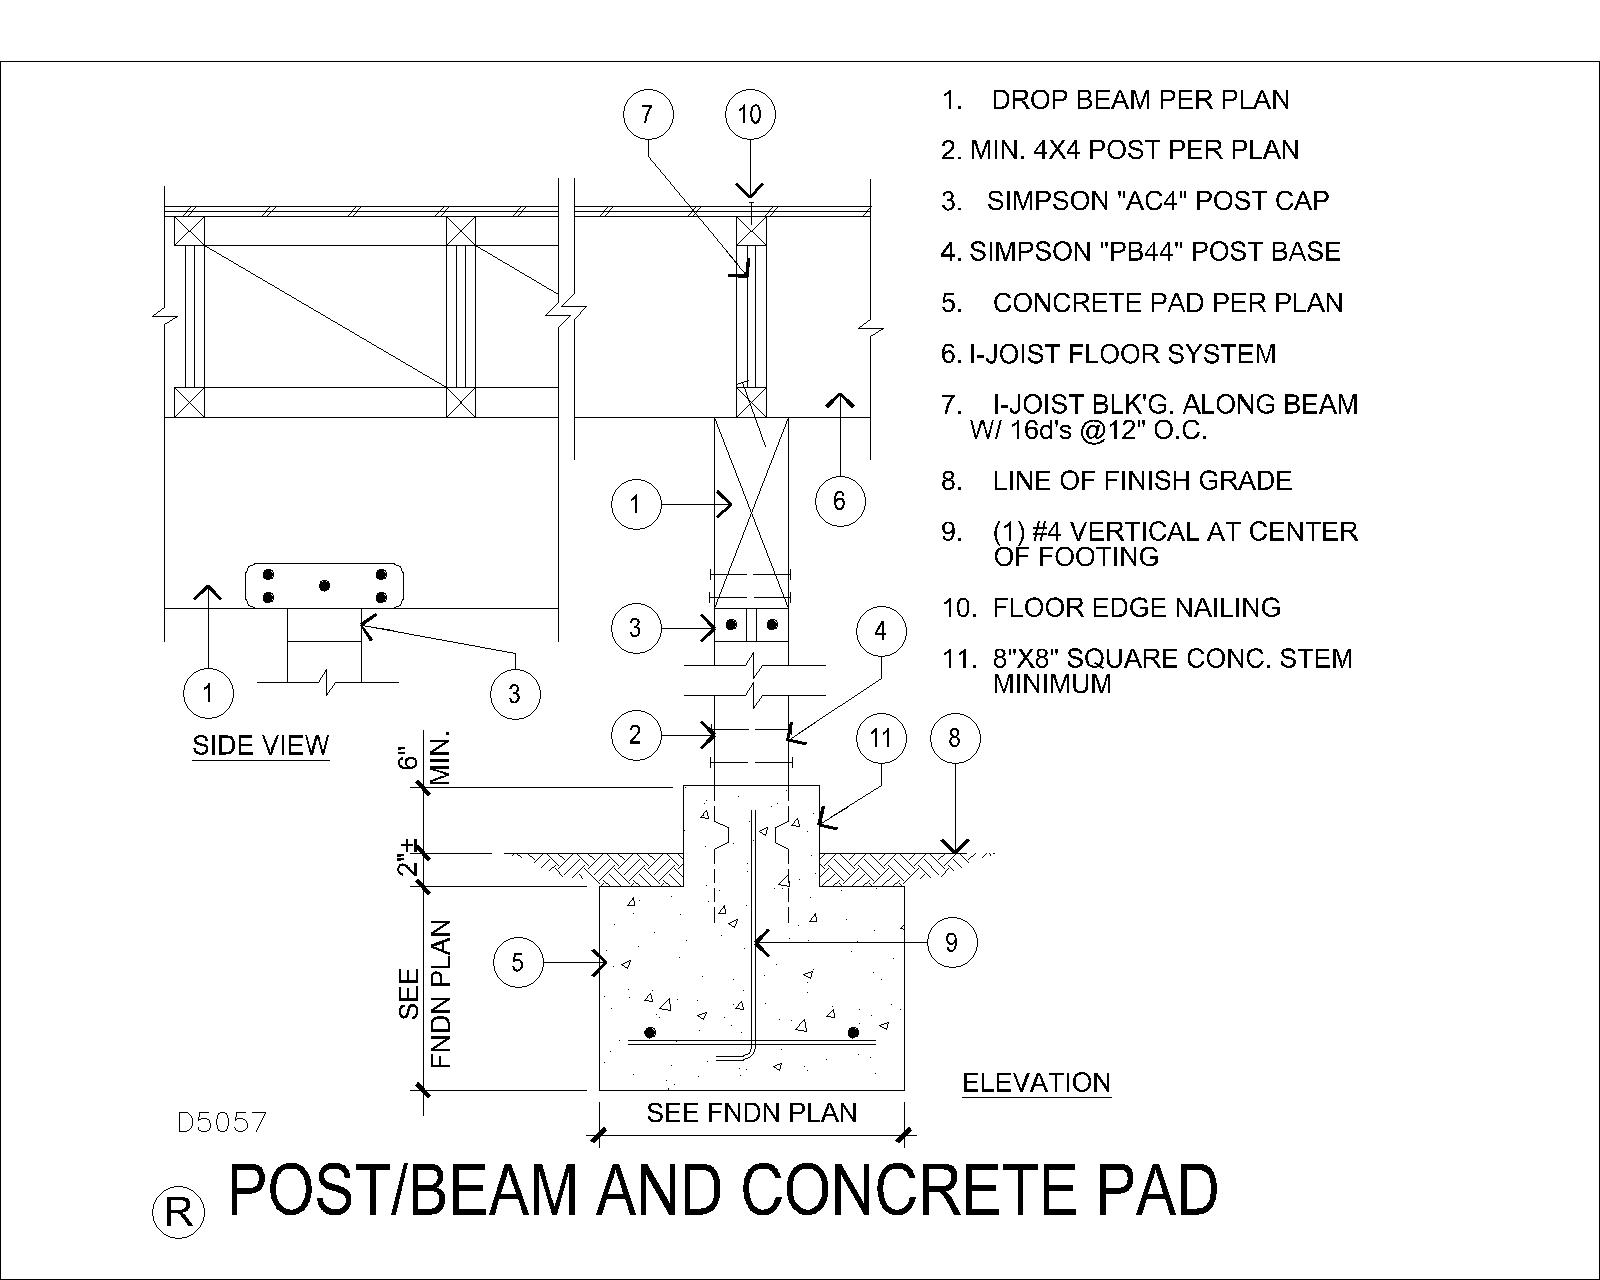 7
10
1. DROP BEAM PER PLAN
2. MIN. 4X4 POST PER PLAN
3. SIMPSON "AC4" POST CAP
4. SIMPSON "PB44" POST BASE
5. CONCRETE PAD PER PLAN
6. I-JOIST FLOOR SYSTEM
7. I-JOIST BLK'G. ALONG BEAM
W/ 16d's @12" O.C.
8. LINE OF FINISH GRADE
9. (1) #4 VERTICAL AT CENTER
OF FOOTING
10. FLOOR EDGE NAILING
11. 8"X8" SQUARE CONC. STEM
MINIMUM
1
6
3
4
1
3
2
11
8
SIDE VIEW
6"
MIN.
2"±
5
9
SEE
FNDN PLAN
ELEVATION
SEE FNDN PLAN
D5057
R POST/BEAM AND CONCRETE PAD